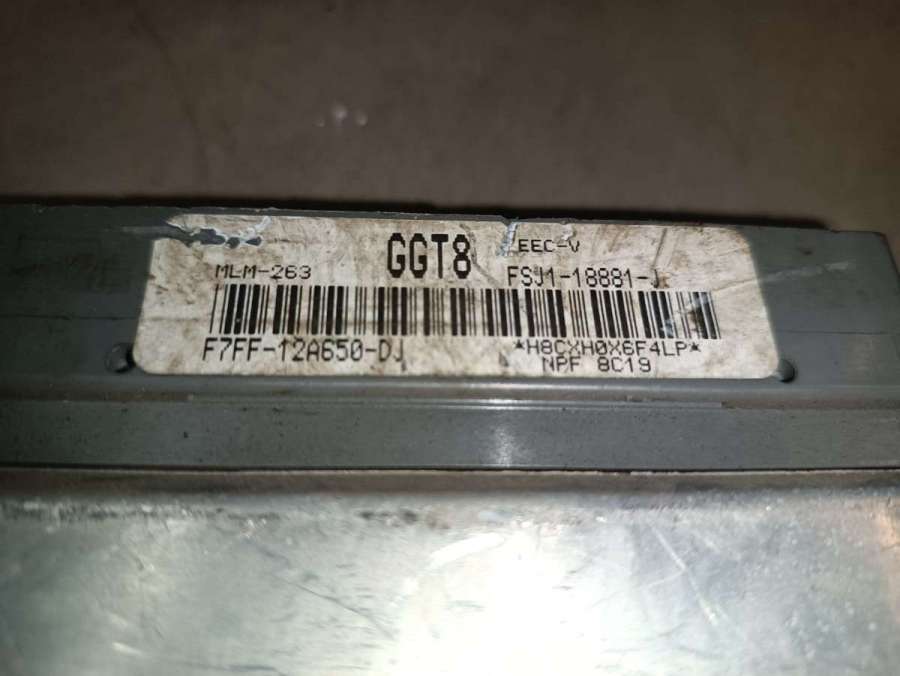 GGT8 EEC-V
MLM-263 FSJ1-18881-J
F7FF-12A650-DJ *H8CXH0X6F4LP*
NPF 8C19